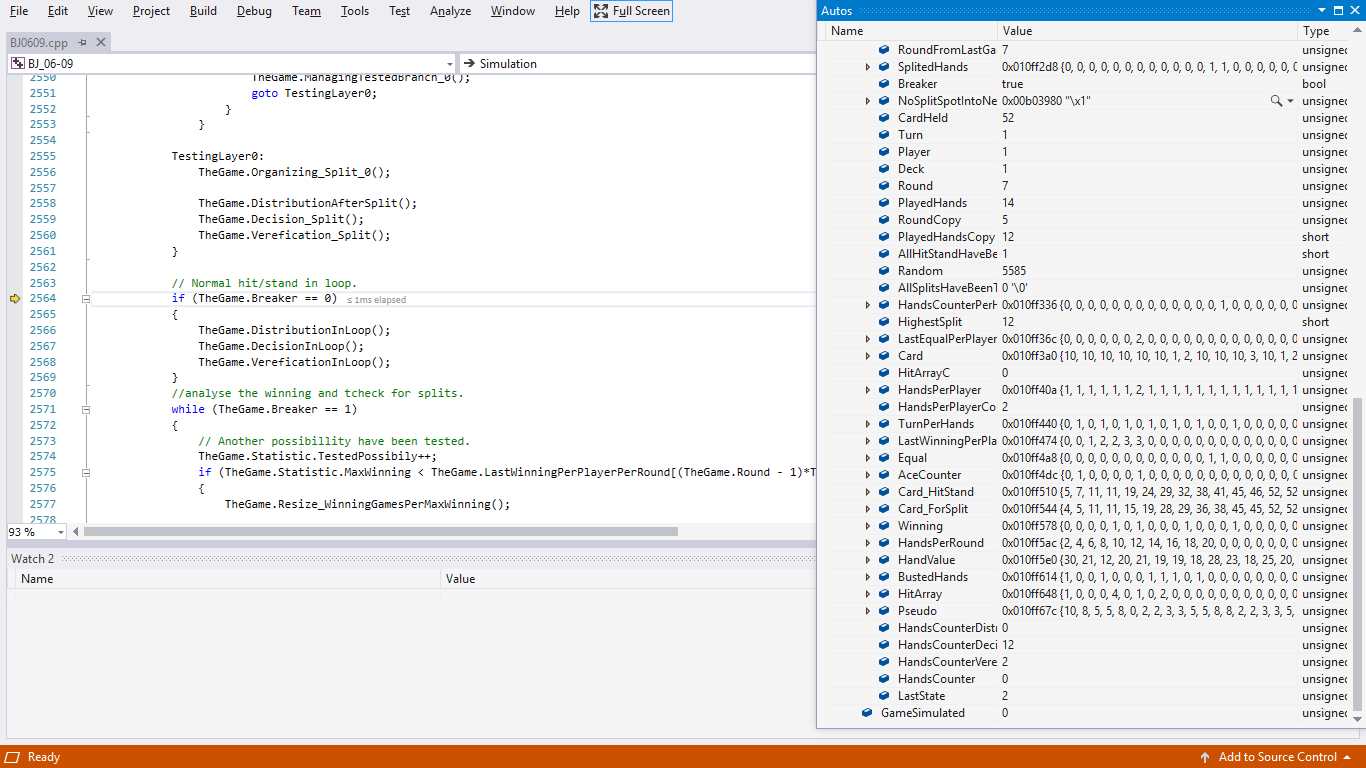 File Edit View Project Build Debug Team Tools Test Analyze Window Help Full Screen
BJ0609.cpp
BJ_06-09 Simulation
2550 TheGame.ManagingTestedBranch_0();
2551 goto TestingLayer0;
2552 }
2553 }
2554
2555 TestingLayer0:
2556 TheGame.Organizing_Split_0();
2557
2558 TheGame.DistributionAfterSplit();
2559 TheGame.Decision_Split();
2560 TheGame.Verefication_Split();
2561 }
2562
2563 // Normal hit/stand in loop.
2564 if (TheGame.Breaker == 0) ≤ 1ms elapsed
2565 {
2566 TheGame.DistributionInLoop();
2567 TheGame.DecisionInLoop();
2568 TheGame.VereficationInLoop();
2569 }
2570 //analyse the winning and tcheck for splits.
2571 while (TheGame.Breaker == 1)
2572 {
2573 // Another possibillity have been tested.
2574 TheGame.Statistic.TestedPossibily++;
2575 if (TheGame.Statistic.MaxWinning < TheGame.LastWinningPerPlayerPerRound[(TheGame.Round - 1)*T
2576 {
2577 TheGame.Resize_WinningGamesPerMaxWinning();
2578
93 %
Watch 2
Name Value
Autos
Name Value Type
RoundFromLastGa 7 unsigned
SplitedHands 0x010ff2d8 {0, 0, 0, 0, 0, 0, 0, 0, 0, 0, 0, 0, 1, 1, 0, 0, 0, 0, 0, 0 unsigned
Breaker true bool
NoSplitSpotIntoNe 0x00b03980 "\x1" unsigned
CardHeld 52 unsigned
Turn 1 unsigned
Player 1 unsigned
Deck 1 unsigned
Round 7 unsigned
PlayedHands 14 unsigned
RoundCopy 5 unsigned
PlayedHandsCopy 12 short
AllHitStandHaveBe 1 short
Random 5585 unsigned
AllSplitsHaveBeenT 0 '\0' unsigned
HandsCounterPerH 0x010ff336 {0, 0, 0, 0, 0, 0, 0, 0, 0, 0, 0, 0, 0, 1, 0, 0, 0, 0, 0, 0 unsigned
HighestSplit 12 short
LastEqualPerPlayer 0x010ff36c {0, 0, 0, 0, 0, 0, 2, 0, 0, 0, 0, 0, 0, 0, 0, 0, 0, 0, 0, 0 unsigned
Card 0x010ff3a0 {10, 10, 10, 10, 10, 10, 1, 2, 10, 10, 10, 3, 10, 1, 2 unsigned
HitArrayC 0 unsigned
HandsPerPlayer 0x010ff40a {1, 1, 1, 1, 1, 1, 2, 1, 1, 1, 1, 1, 1, 1, 1, 1, 1, 1, 1, 1 unsigned
HandsPerPlayerCo 2 unsigned
TurnPerHands 0x010ff440 {0, 1, 0, 1, 0, 1, 0, 1, 0, 1, 0, 1, 0, 0, 1, 0, 0, 0, 0, 0 unsigned
LastWinningPerPla 0x010ff474 {0, 0, 1, 2, 2, 3, 3, 0, 0, 0, 0, 0, 0, 0, 0, 0, 0, 0, 0, 0 unsigned
Equal 0x010ff4a8 {0, 0, 0, 0, 0, 0, 0, 0, 0, 0, 0, 0, 1, 1, 0, 0, 0, 0, 0, 0 unsigned
AceCounter 0x010ff4dc {0, 1, 0, 0, 0, 0, 1, 0, 0, 0, 0, 0, 0, 0, 0, 0, 0, 0, 0, 0 unsigned
Card_HitStand 0x010ff510 {5, 7, 11, 11, 19, 24, 29, 32, 38, 41, 45, 46, 52, 52 unsigned
Card_ForSplit 0x010ff544 {4, 5, 11, 11, 15, 19, 28, 29, 36, 38, 45, 45, 52, 52 unsigned
Winning 0x010ff578 {0, 0, 0, 0, 1, 0, 1, 0, 0, 0, 1, 0, 0, 0, 1, 0, 0, 0, 0, 0 unsigned
HandsPerRound 0x010ff5ac {2, 4, 6, 8, 10, 12, 14, 16, 18, 20, 0, 0, 0, 0, 0, 0, 0 unsigned
HandValue 0x010ff5e0 {30, 21, 12, 20, 21, 19, 19, 18, 28, 23, 18, 25, 20, unsigned
BustedHands 0x010ff614 {1, 0, 0, 1, 0, 0, 0, 1, 1, 1, 0, 1, 0, 0, 0, 0, 0, 0, 0, 0 unsigned
HitArray 0x010ff648 {1, 0, 0, 0, 4, 0, 1, 0, 2, 0, 0, 0, 0, 0, 0, 0, 0, 0, 0, 0 unsigned
Pseudo 0x010ff67c {10, 8, 5, 5, 8, 0, 2, 2, 3, 3, 5, 5, 8, 8, 2, 2, 3, 3, 5, unsigned
HandsCounterDistri 0 unsigned
HandsCounterDeci 12 unsigned
HandsCounterVere 2 unsigned
HandsCounter 0 unsigned
LastState 2 unsigned
GameSimulated 0 unsigned
Ready Add to Source Control